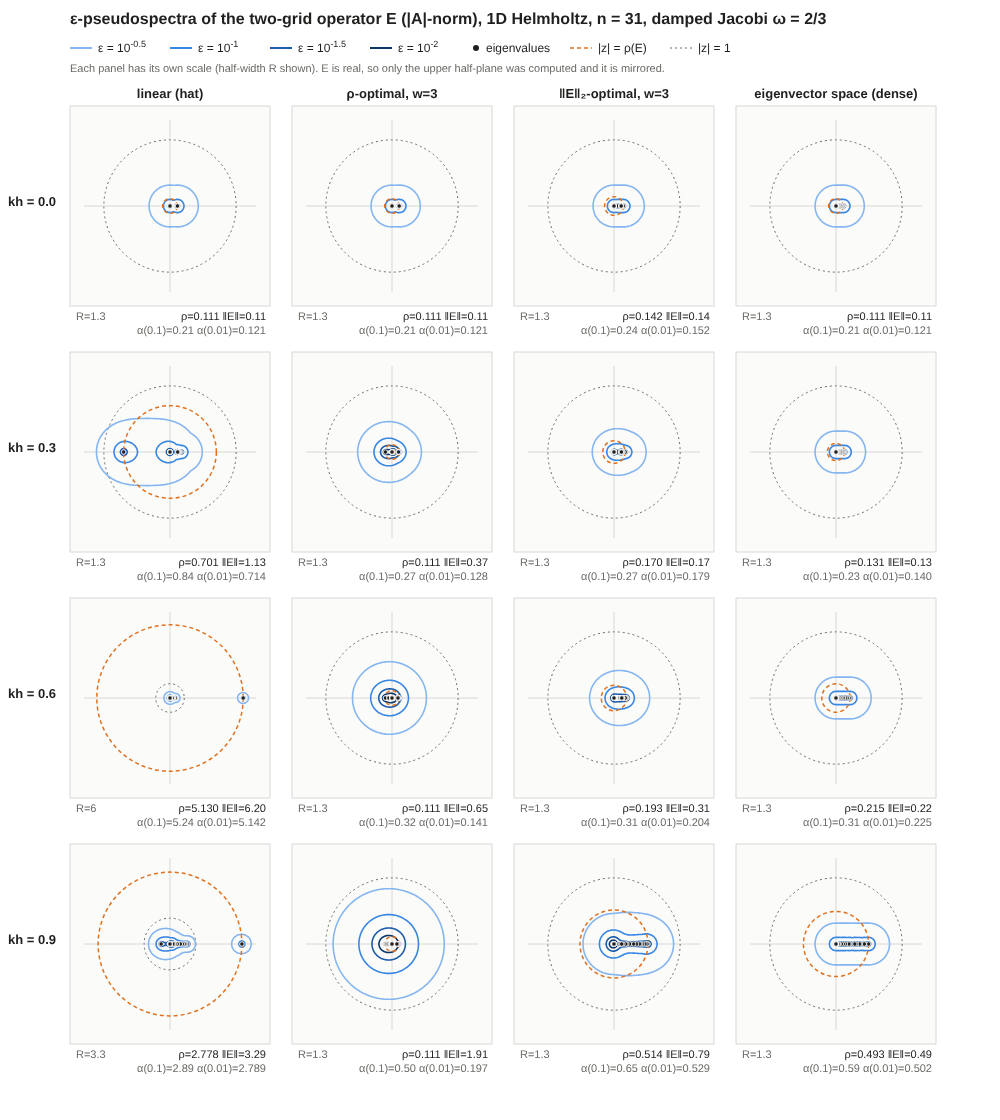 ε-pseudospectra of the two-grid operator E (|A|-norm), 1D Helmholtz, n = 31, damped Jacobi ω = 2/3
ε = 10^-0.5 ε = 10^-1 ε = 10^-1.5 ε = 10^-2 eigenvalues |z| = ρ(E) |z| = 1
Each panel has its own scale (half-width R shown). E is real, so only the upper half-plane was computed and it is mirrored.
linear (hat) ρ-optimal, w=3 ‖E‖₂-optimal, w=3 eigenvector space (dense)
kh = 0.0
R=1.3 ρ=0.111 ‖E‖=0.11 R=1.3 ρ=0.111 ‖E‖=0.11 R=1.3 ρ=0.142 ‖E‖=0.14 R=1.3 ρ=0.111 ‖E‖=0.11
α(0.1)=0.21 α(0.01)=0.121 α(0.1)=0.21 α(0.01)=0.121 α(0.1)=0.24 α(0.01)=0.152 α(0.1)=0.21 α(0.01)=0.121
kh = 0.3
R=1.3 ρ=0.701 ‖E‖=1.13 R=1.3 ρ=0.111 ‖E‖=0.37 R=1.3 ρ=0.170 ‖E‖=0.17 R=1.3 ρ=0.131 ‖E‖=0.13
α(0.1)=0.84 α(0.01)=0.714 α(0.1)=0.27 α(0.01)=0.128 α(0.1)=0.27 α(0.01)=0.179 α(0.1)=0.23 α(0.01)=0.140
kh = 0.6
R=6 ρ=5.130 ‖E‖=6.20 R=1.3 ρ=0.111 ‖E‖=0.65 R=1.3 ρ=0.193 ‖E‖=0.31 R=1.3 ρ=0.215 ‖E‖=0.22
α(0.1)=5.24 α(0.01)=5.142 α(0.1)=0.32 α(0.01)=0.141 α(0.1)=0.31 α(0.01)=0.204 α(0.1)=0.31 α(0.01)=0.225
kh = 0.9
R=3.3 ρ=2.778 ‖E‖=3.29 R=1.3 ρ=0.111 ‖E‖=1.91 R=1.3 ρ=0.514 ‖E‖=0.79 R=1.3 ρ=0.493 ‖E‖=0.49
α(0.1)=2.89 α(0.01)=2.789 α(0.1)=0.50 α(0.01)=0.197 α(0.1)=0.65 α(0.01)=0.529 α(0.1)=0.59 α(0.01)=0.502